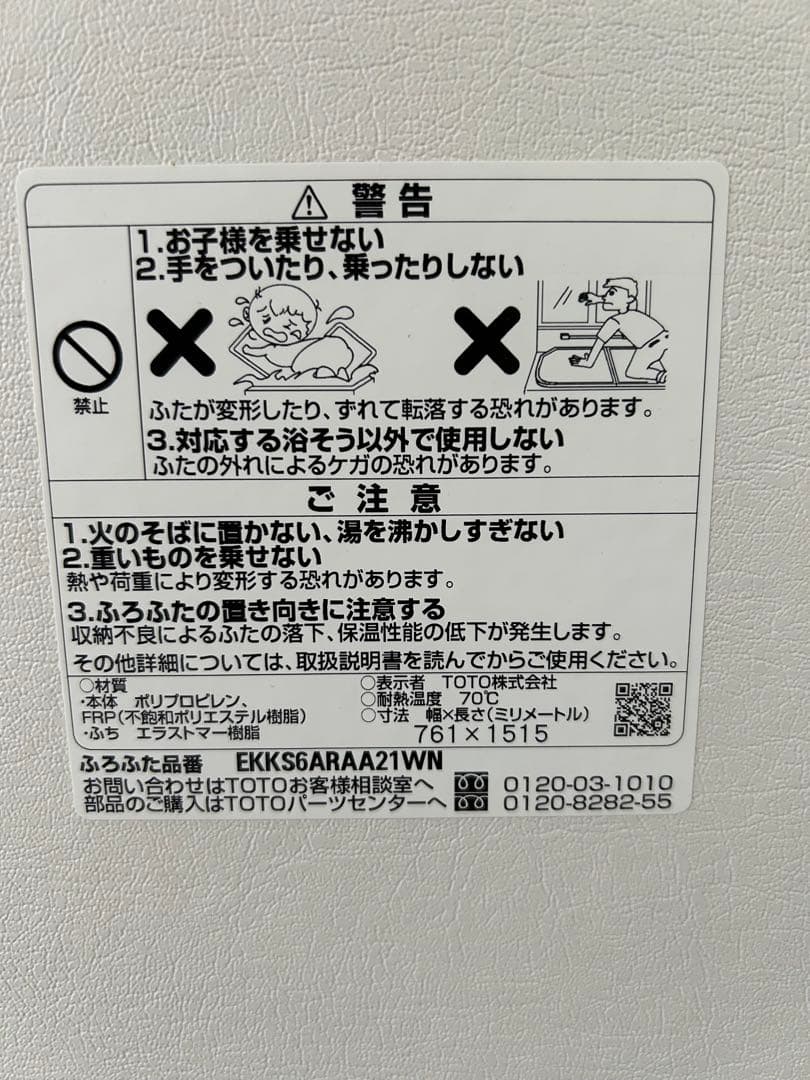 警告
1.お子様を乗せない
2.手をついたり、乗ったりしない
禁止
ふたが変形したり、ずれて転落する恐れがあります。
3.対応する浴そう以外で使用しない
ふたの外れによるケガの恐れがあります。
ご注意
1.火のそばに置かない、湯を沸かしすぎない
2.重いものを乗せない
熱や荷重により変形する恐れがあります。
3.ふろふたの置き向きに注意する
収納不良によるふたの落下、保温性能の低下が発生します。
その他詳細については、取扱説明書を読んでからご使用ください。
○材質
・本体 ポリプロピレン、
FRP(不飽和ポリエステル樹脂)
・ふち エラストマー樹脂
○表示者 TOTO株式会社
○耐熱温度 70℃
○寸法 幅×長さ(ミリメートル)
761×1515
ふろふた品番 EKKS6ARAA21WN
お問い合わせはTOTOお客様相談室へ 0120-03-1010
部品のご購入はTOTOパーツセンターへ 0120-8282-55